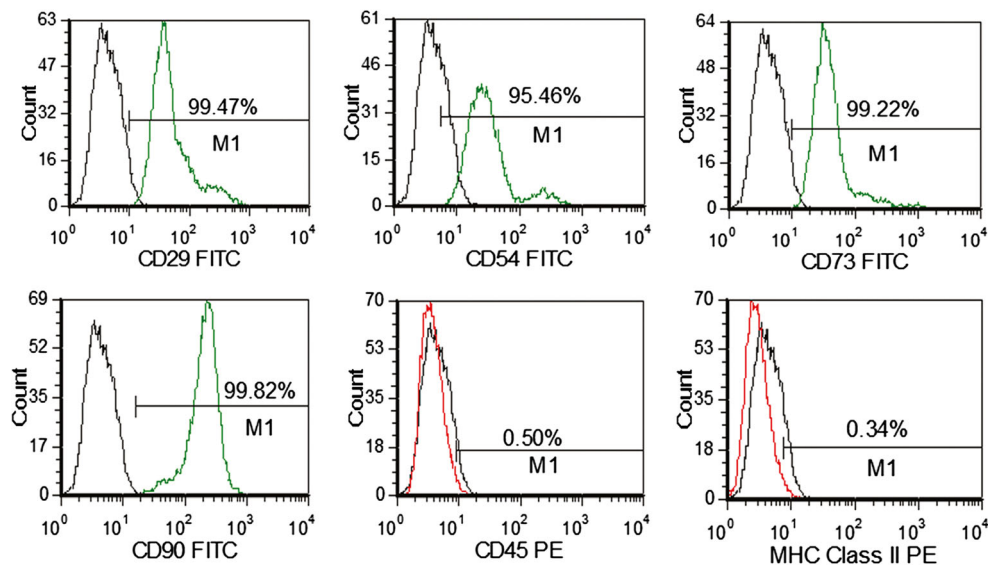 63
47
32
16
0
Count
99.47%
M1
10^0 10^1 10^2 10^3 10^4
CD29 FITC
61
46
31
15
0
Count
95.46%
M1
10^0 10^1 10^2 10^3 10^4
CD54 FITC
64
48
32
16
0
Count
99.22%
M1
10^0 10^1 10^2 10^3 10^4
CD73 FITC
69
52
35
17
0
Count
99.82%
M1
10^0 10^1 10^2 10^3 10^4
CD90 FITC
70
53
35
18
0
Count
0.50%
M1
10^0 10^1 10^2 10^3 10^4
CD45 PE
70
53
35
18
0
Count
0.34%
M1
10^0 10^1 10^2 10^3 10^4
MHC Class II PE